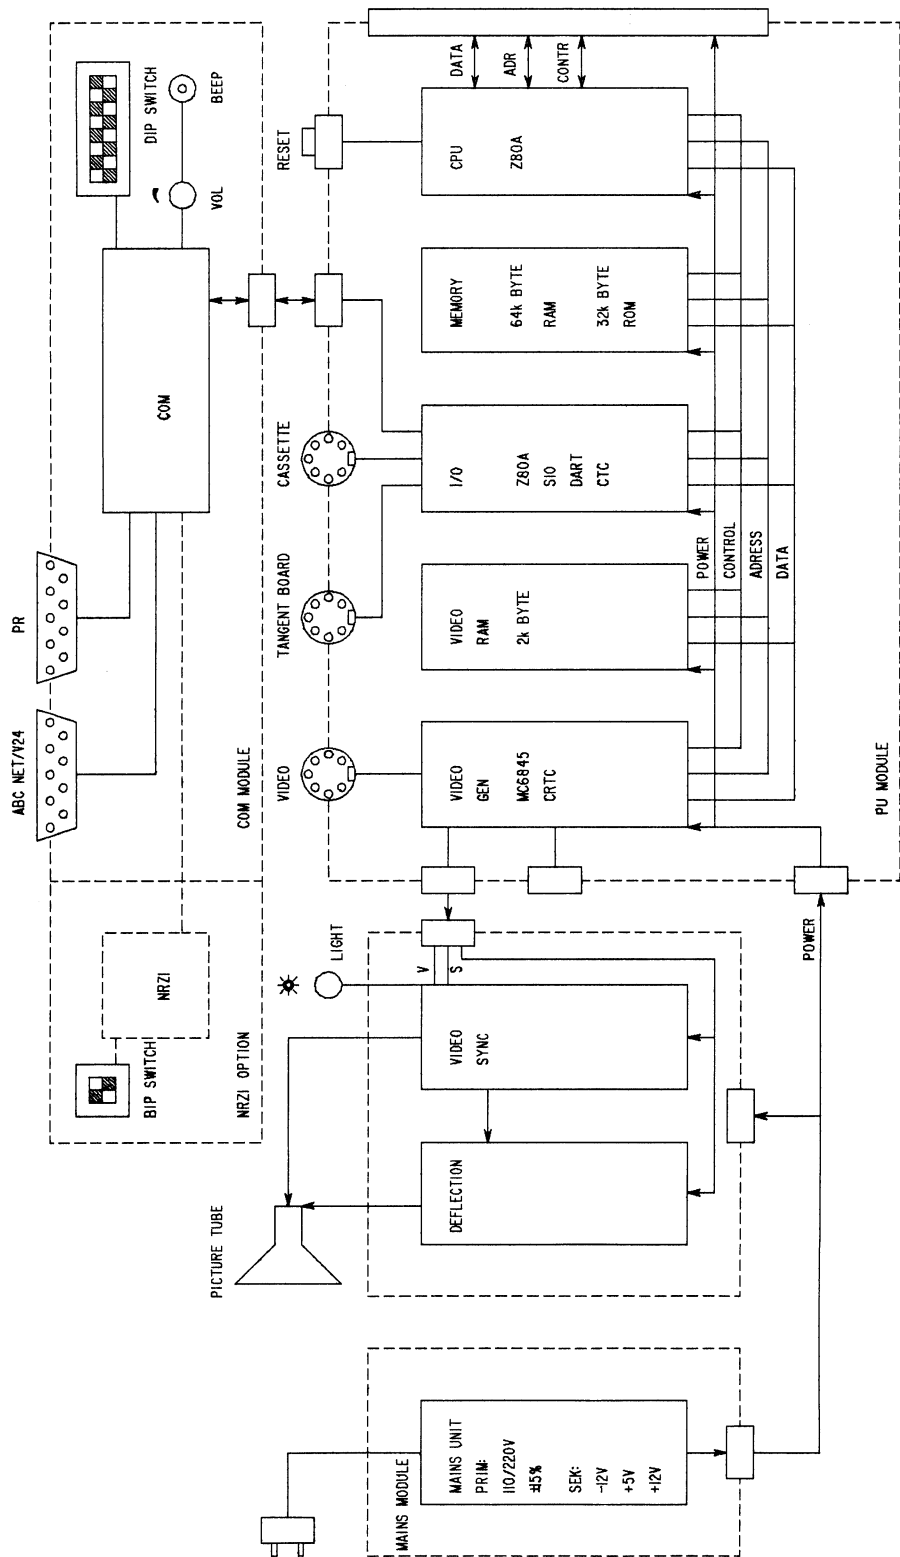 ABC NET/V24
PR
BIP SWITCH
NRZI
NRZI OPTION
COM MODULE
COM
DIP SWITCH
VOL
BEEP
PICTURE TUBE
LIGHT
VIDEO
TANGENT BOARD
CASSETTE
RESET
MAINS MODULE
MAINS UNIT
PRIM:
110/220V
±15%
SEK:
-12V
+5V
+12V
DEFLECTION
VIDEO
SYNC
V
S
VIDEO
GEN
MC6845
CRTC
VIDEO
RAM
2k BYTE
I/O
Z80A
SIO
DART
CTC
MEMORY
64k BYTE
RAM
32k BYTE
ROM
CPU
Z80A
DATA
ADR
CONTR
POWER
CONTROL
ADRESS
DATA
POWER
PU MODULE